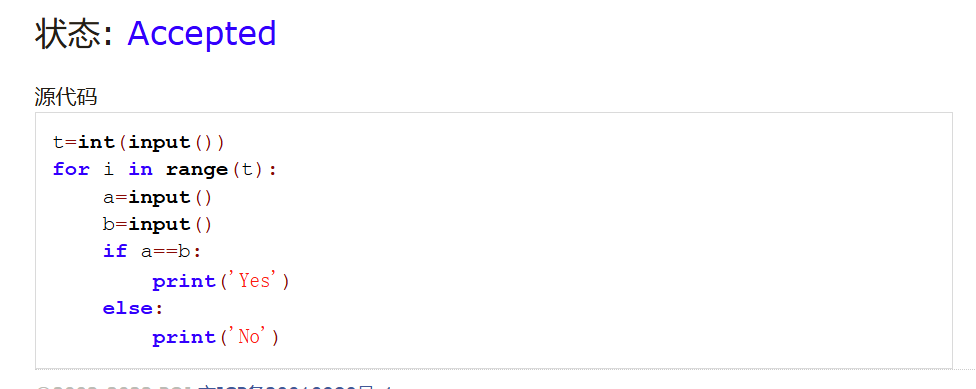 状态: Accepted
源代码
t=int(input())
for i in range(t):
    a=input()
    b=input()
    if a==b:
        print('Yes')
    else:
        print('No')